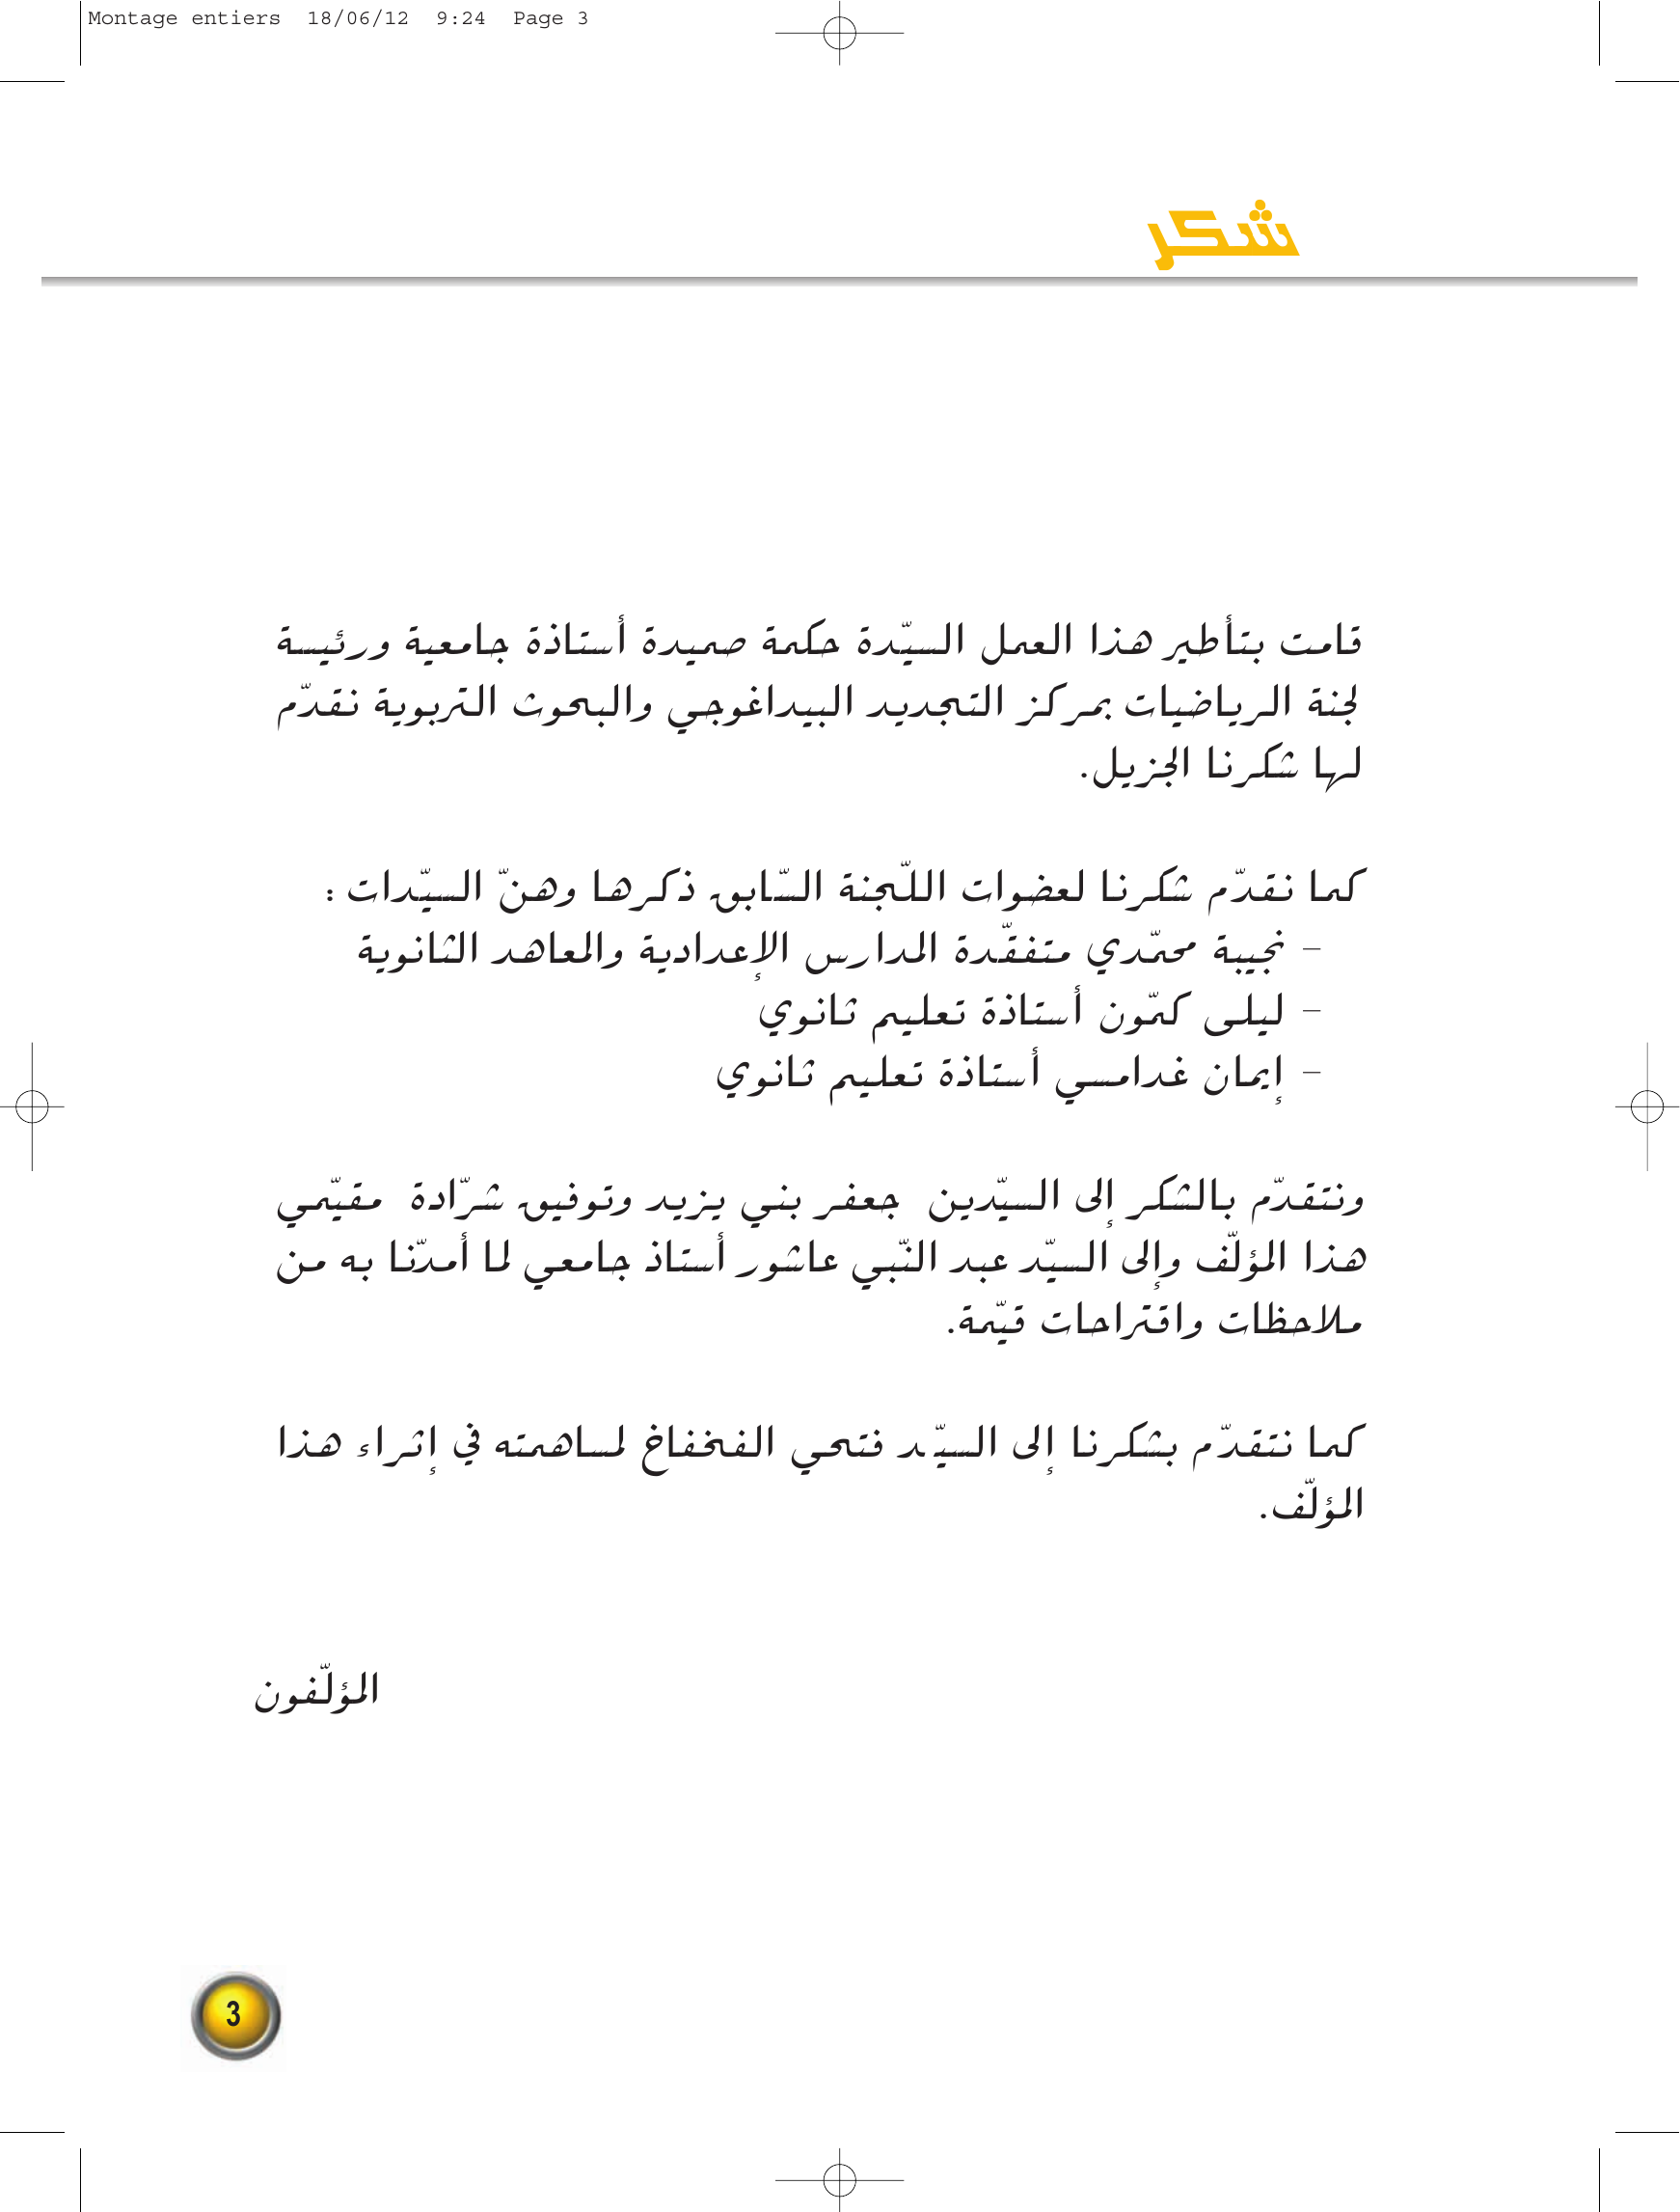 Montage entiers 18/06/12 9:24 Page 3
شكر
قامت بتأطير هذا العمل السيّدة حكمة صميدة أستاذة جامعية ورئيسة
لجنة الرياضيات بمركز التجديد البيداغوجي والبحوث التربوية نقدّم
لها شكرنا الجزيل.
كما نقدّم شكرنا لعضوات اللّجنة السّابق ذكرها وهنّ السيّدات :
– نجيبة محمّدي متفقّدة المدارس الإعدادية والمعاهد الثانوية
– ليلى كمّون أستاذة تعليم ثانوي
– إيمان غدامسي أستاذة تعليم ثانوي
ونتقدّم بالشكر إلى السيّدين جعفر بني يزيد وتوفيق شرّادة مقيّمي
هذا المؤلّف وإلى السيّد عبد النّبي عاشور أستاذ جامعي لما أمدّنا به من
ملاحظات واقتراحات قيّمة.
كما نتقدّم بشكرنا إلى السيّد فتحي الفخفاخ لمساهمته في إثراء هذا
المؤلّف.
المؤلّفون
3